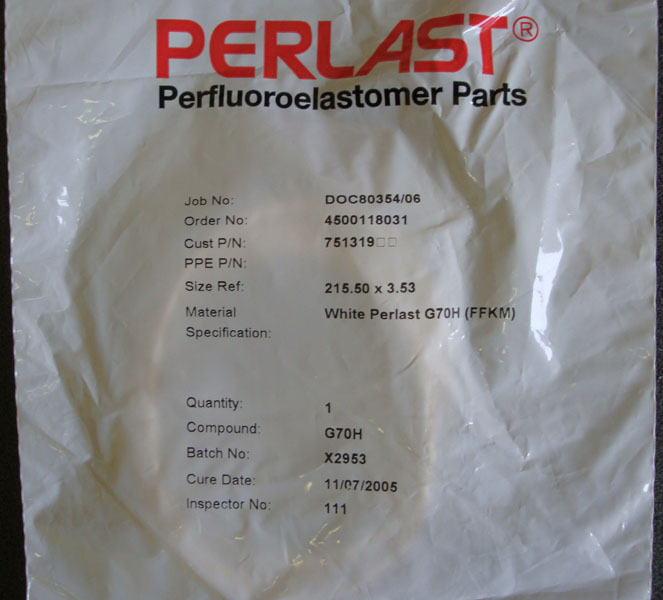 PERLAST®
Perfluoroelastomer Parts
Job No: DOC80354/06
Order No: 4500118031
Cust P/N: 751319□□
PPE P/N:
Size Ref: 215.50 x 3.53
Material White Perlast G70H (FFKM)
Specification:
Quantity: 1
Compound: G70H
Batch No: X2953
Cure Date: 11/07/2005
Inspector No: 111